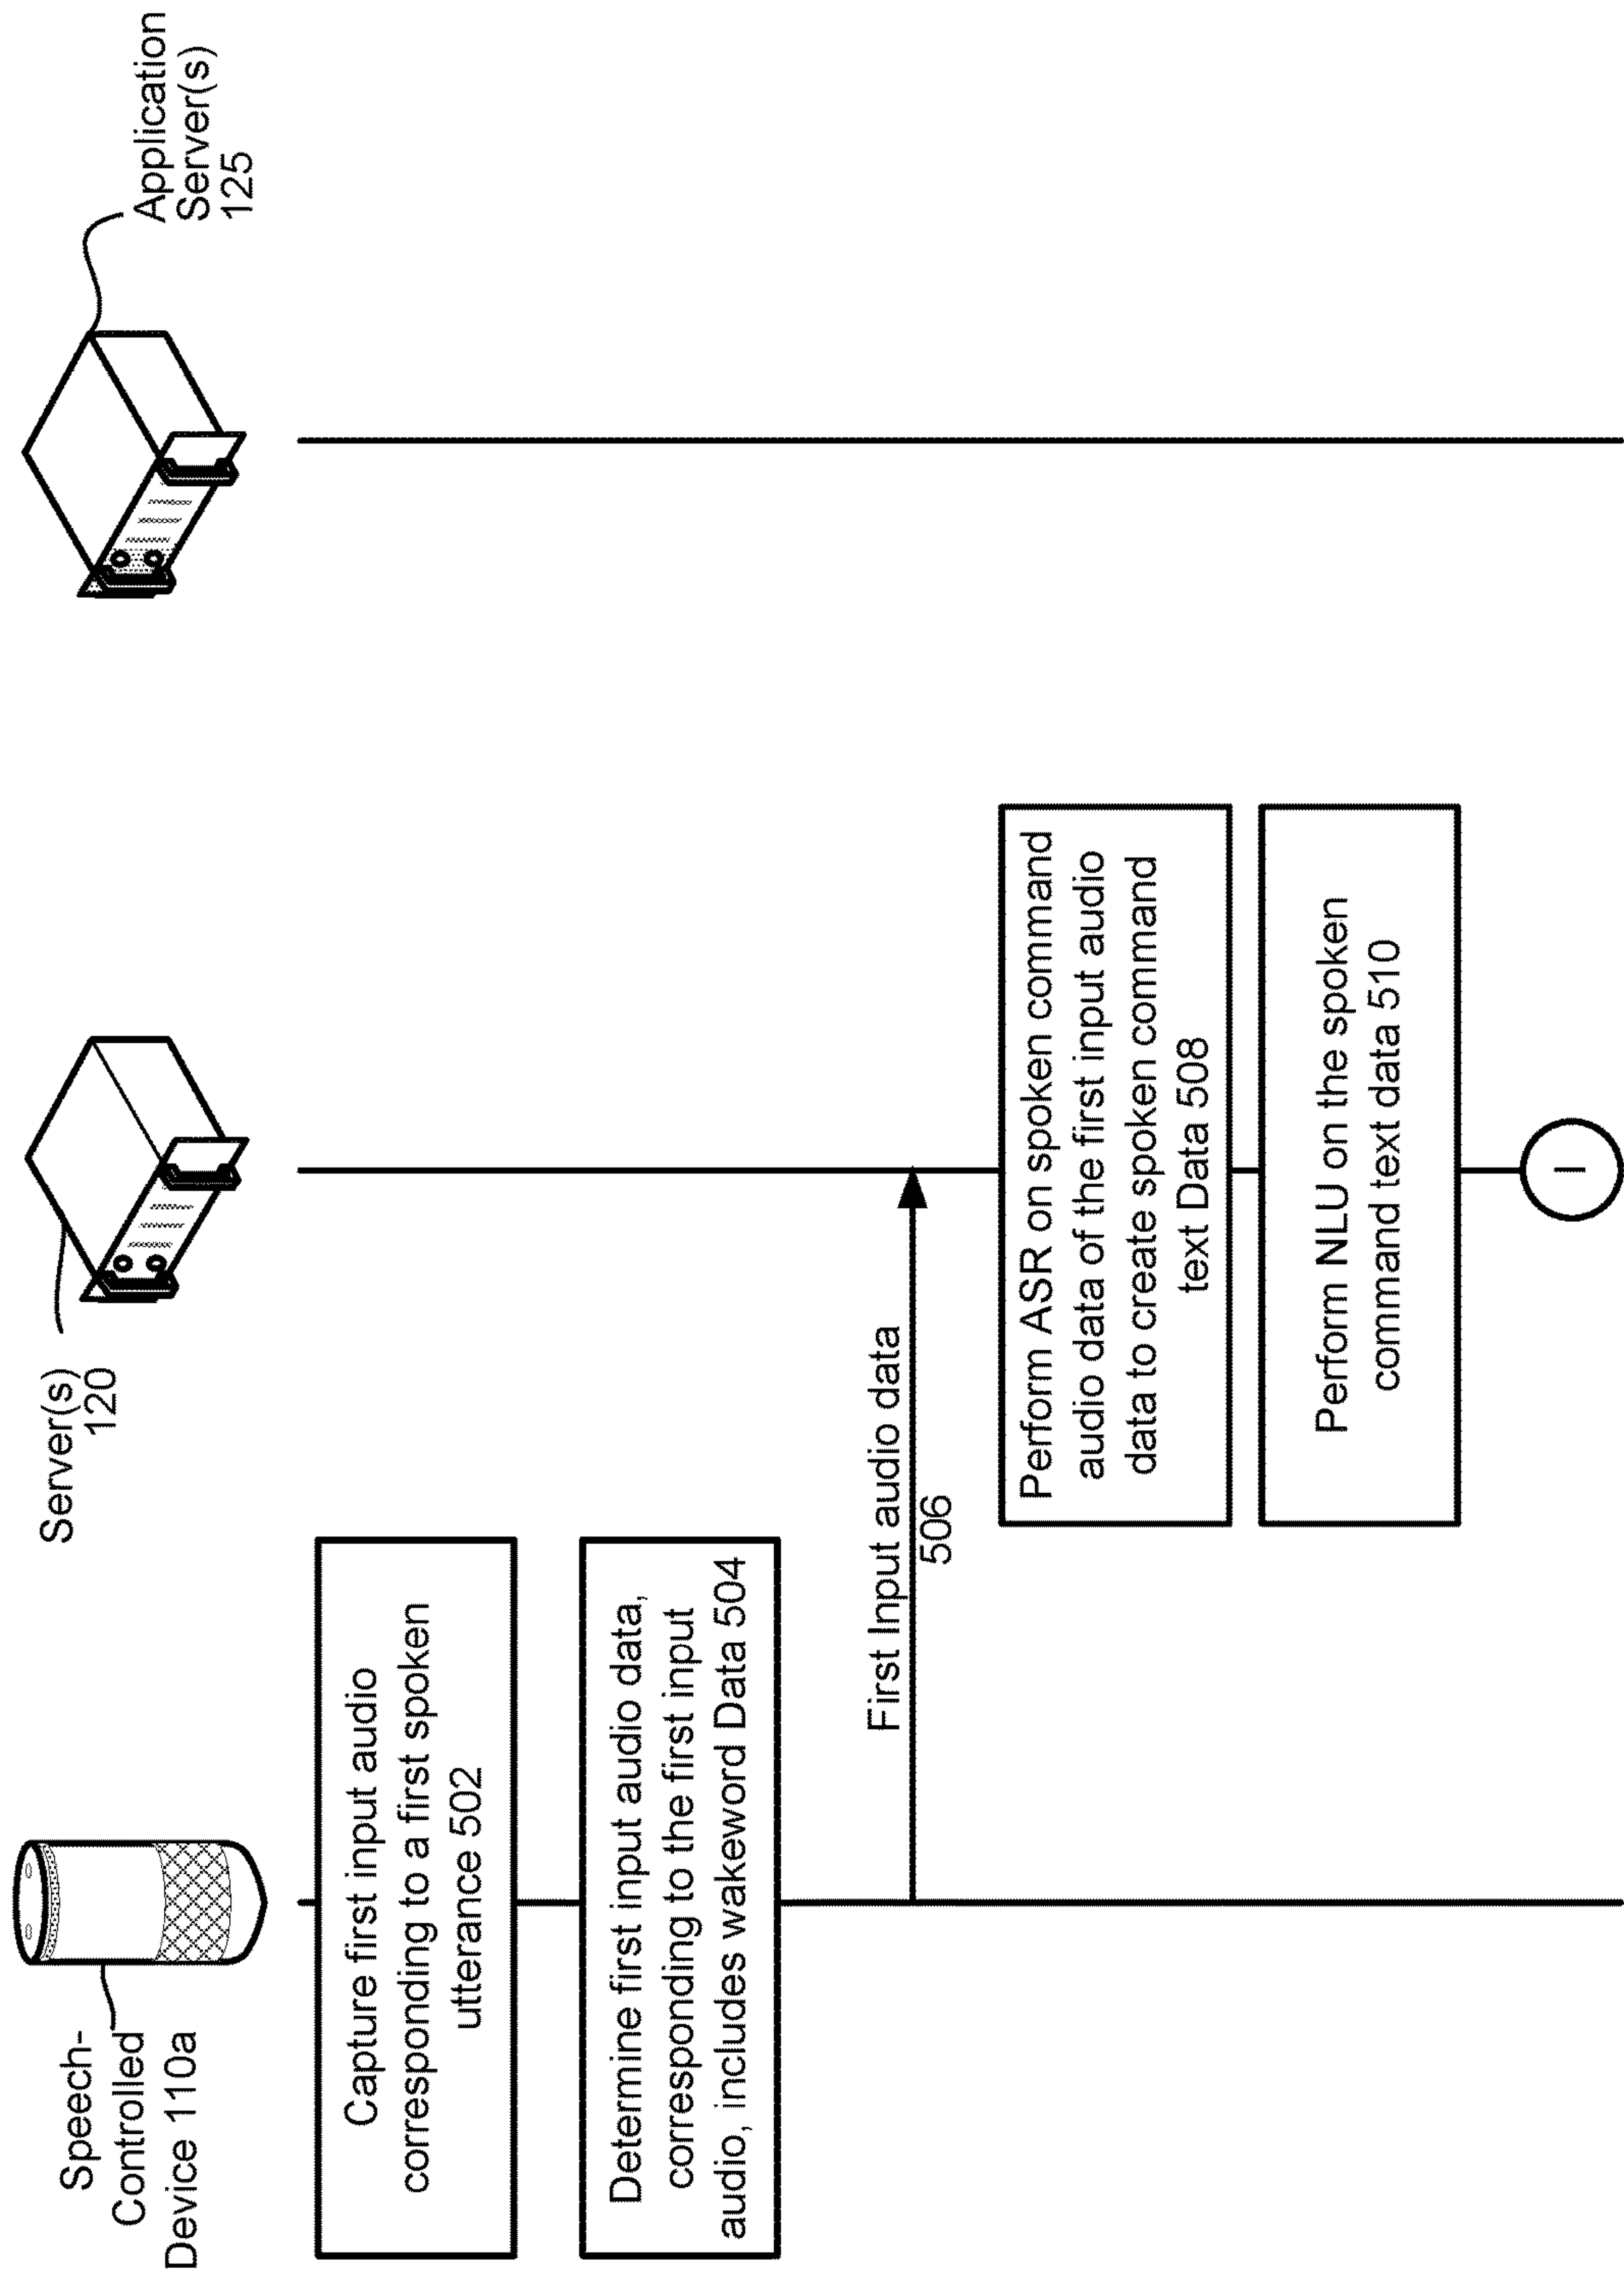 Speech-
Controlled
Device 110a
Server(s)
120
Application
Server(s)
125
Capture first input audio
corresponding to a first spoken
utterance 502
Determine first input audio data,
corresponding to the first input
audio, includes wakeword Data 504
First Input audio data
506
Perform ASR on spoken command
audio data of the first input audio
data to create spoken command
text Data 508
Perform NLU on the spoken
command text data 510
I